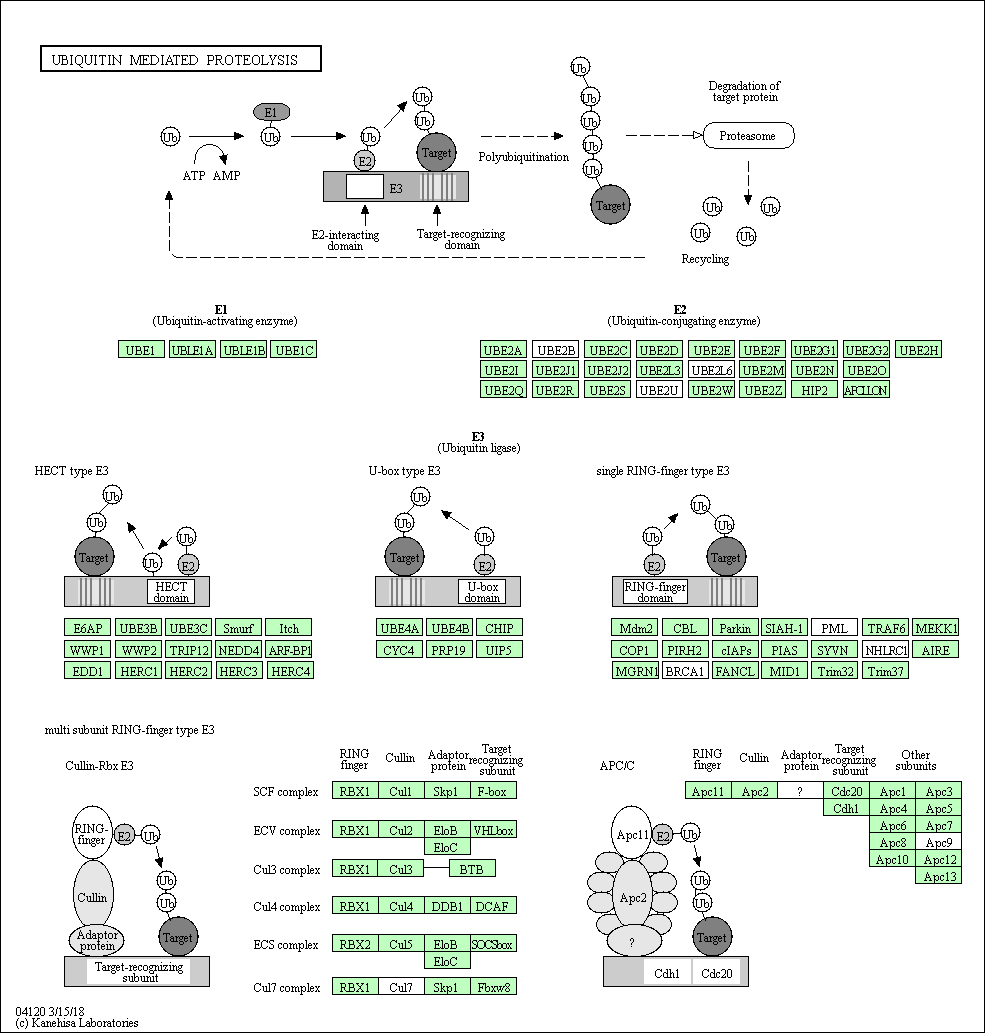 UBIQUITIN MEDIATED PROTEOLYSIS
Ub
ATP AMP
E1
Ub
Ub
E2
Ub
Ub
Target
E3
E2-interacting
domain
Target-recognizing
domain
Polyubiquitination
Ub
Ub
Ub
Ub
Ub
Target
Degradation of
target protein
Proteasome
Ub
Ub
Ub
Ub
Recycling
E1
(Ubiquitin-activating enzyme)
UBE1 UBLE1A UBLE1B UBE1C
E2
(Ubiquitin-conjugating enzyme)
UBE2A UBE2B UBE2C UBE2D UBE2E UBE2F UBE2G1 UBE2G2 UBE2H
UBE2I UBE2J1 UBE2J2 UBE2L3 UBE2L6 UBE2M UBE2N UBE2O
UBE2Q UBE2R UBE2S UBE2U UBE2W UBE2Z HIP2 APCLLON
E3
(Ubiquitin ligase)
HECT type E3
Ub
Ub
Target
Ub
Ub
E2
HECT
domain
E6AP UBE3B UBE3C Smurf Itch
WWP1 WWP2 TRIP12 NEDD4 ARF-BP1
EDD1 HERC1 HERC2 HERC3 HERC4
U-box type E3
Ub
Ub
Target
Ub
E2
U-box
domain
UBE4A UBE4B CHIP
CYC4 PRP19 UIP5
single RING-finger type E3
Ub
E2
Ub
Ub
Target
RING-finger
domain
Mdm2 CBL Parkin SIAH-1 PML TRAF6 MEKK1
COP1 PIRH2 cIAPs PIAS SYVN NHLRC1 AIRE
MGRN1 BRCA1 FANCL MID1 Trim32 Trim37
multi subunit RING-finger type E3
Cullin-Rbx E3
RING-
finger
E2
Ub
Cullin
Ub
Ub
Adaptor
protein
Target
Target-recognizing
subunit
RING
finger
Cullin
Adaptor
protein
Target
recognizing
subunit
SCF complex RBX1 Cul1 Skp1 F-box
ECV complex RBX1 Cul2 EloB VHLbox
EloC
Cul3 complex RBX1 Cul3 BTB
Cul4 complex RBX1 Cul4 DDB1 DCAF
ECS complex RBX2 Cul5 EloB SOCSbox
EloC
Cul7 complex RBX1 Cul7 Skp1 Fbxw8
APC/C
Apc11
E2
Ub
Apc2
Ub
Ub
?
Target
Cdh1 Cdc20
RING
finger
Cullin
Adaptor
protein
Target
recognizing
subunit
Other
subunits
Apc11 Apc2 ? Cdc20 Apc1 Apc3
Cdh1 Apc4 Apc5
Apc6 Apc7
Apc8 Apc9
Apc10 Apc12
Apc13
04120 3/15/18
(c) Kanehisa Laboratories